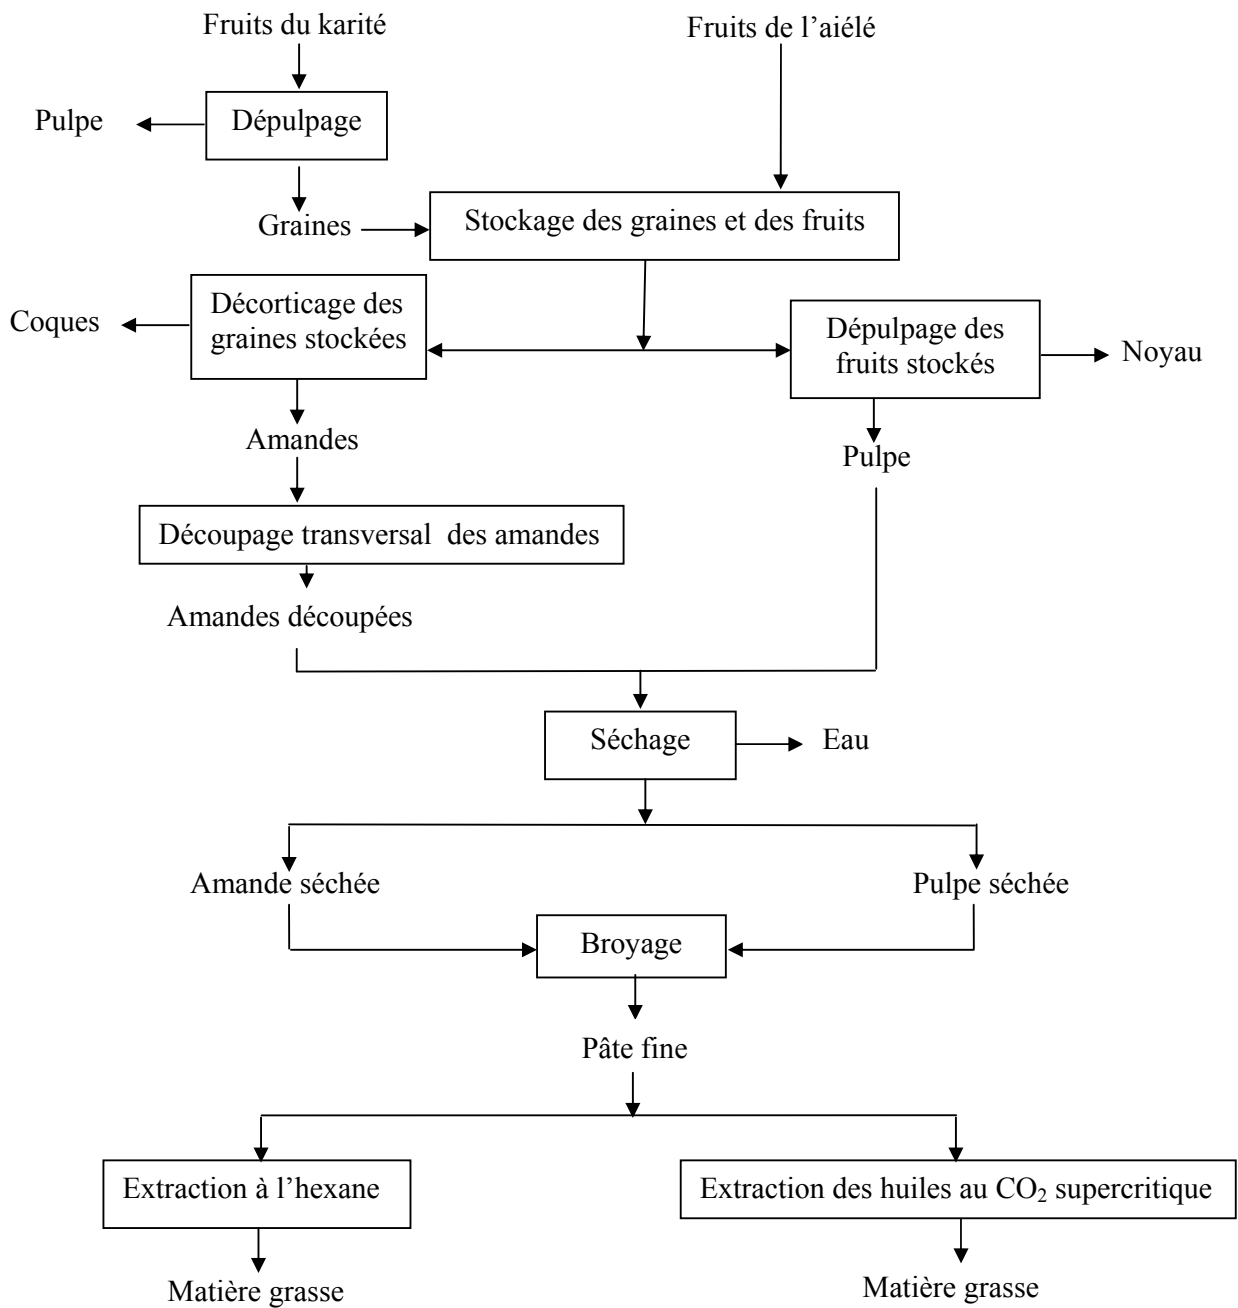 Fruits du karité
Fruits de l'aiélé
Pulpe
Dépulpage
Graines
Stockage des graines et des fruits
Coques
Décorticage des
graines stockées
Dépulpage des
fruits stockés
Noyau
Amandes
Pulpe
Découpage transversal des amandes
Amandes découpées
Séchage
Eau
Amande séchée
Pulpe séchée
Broyage
Pâte fine
Extraction à l'hexane
Extraction des huiles au CO₂ supercritique
Matière grasse
Matière grasse